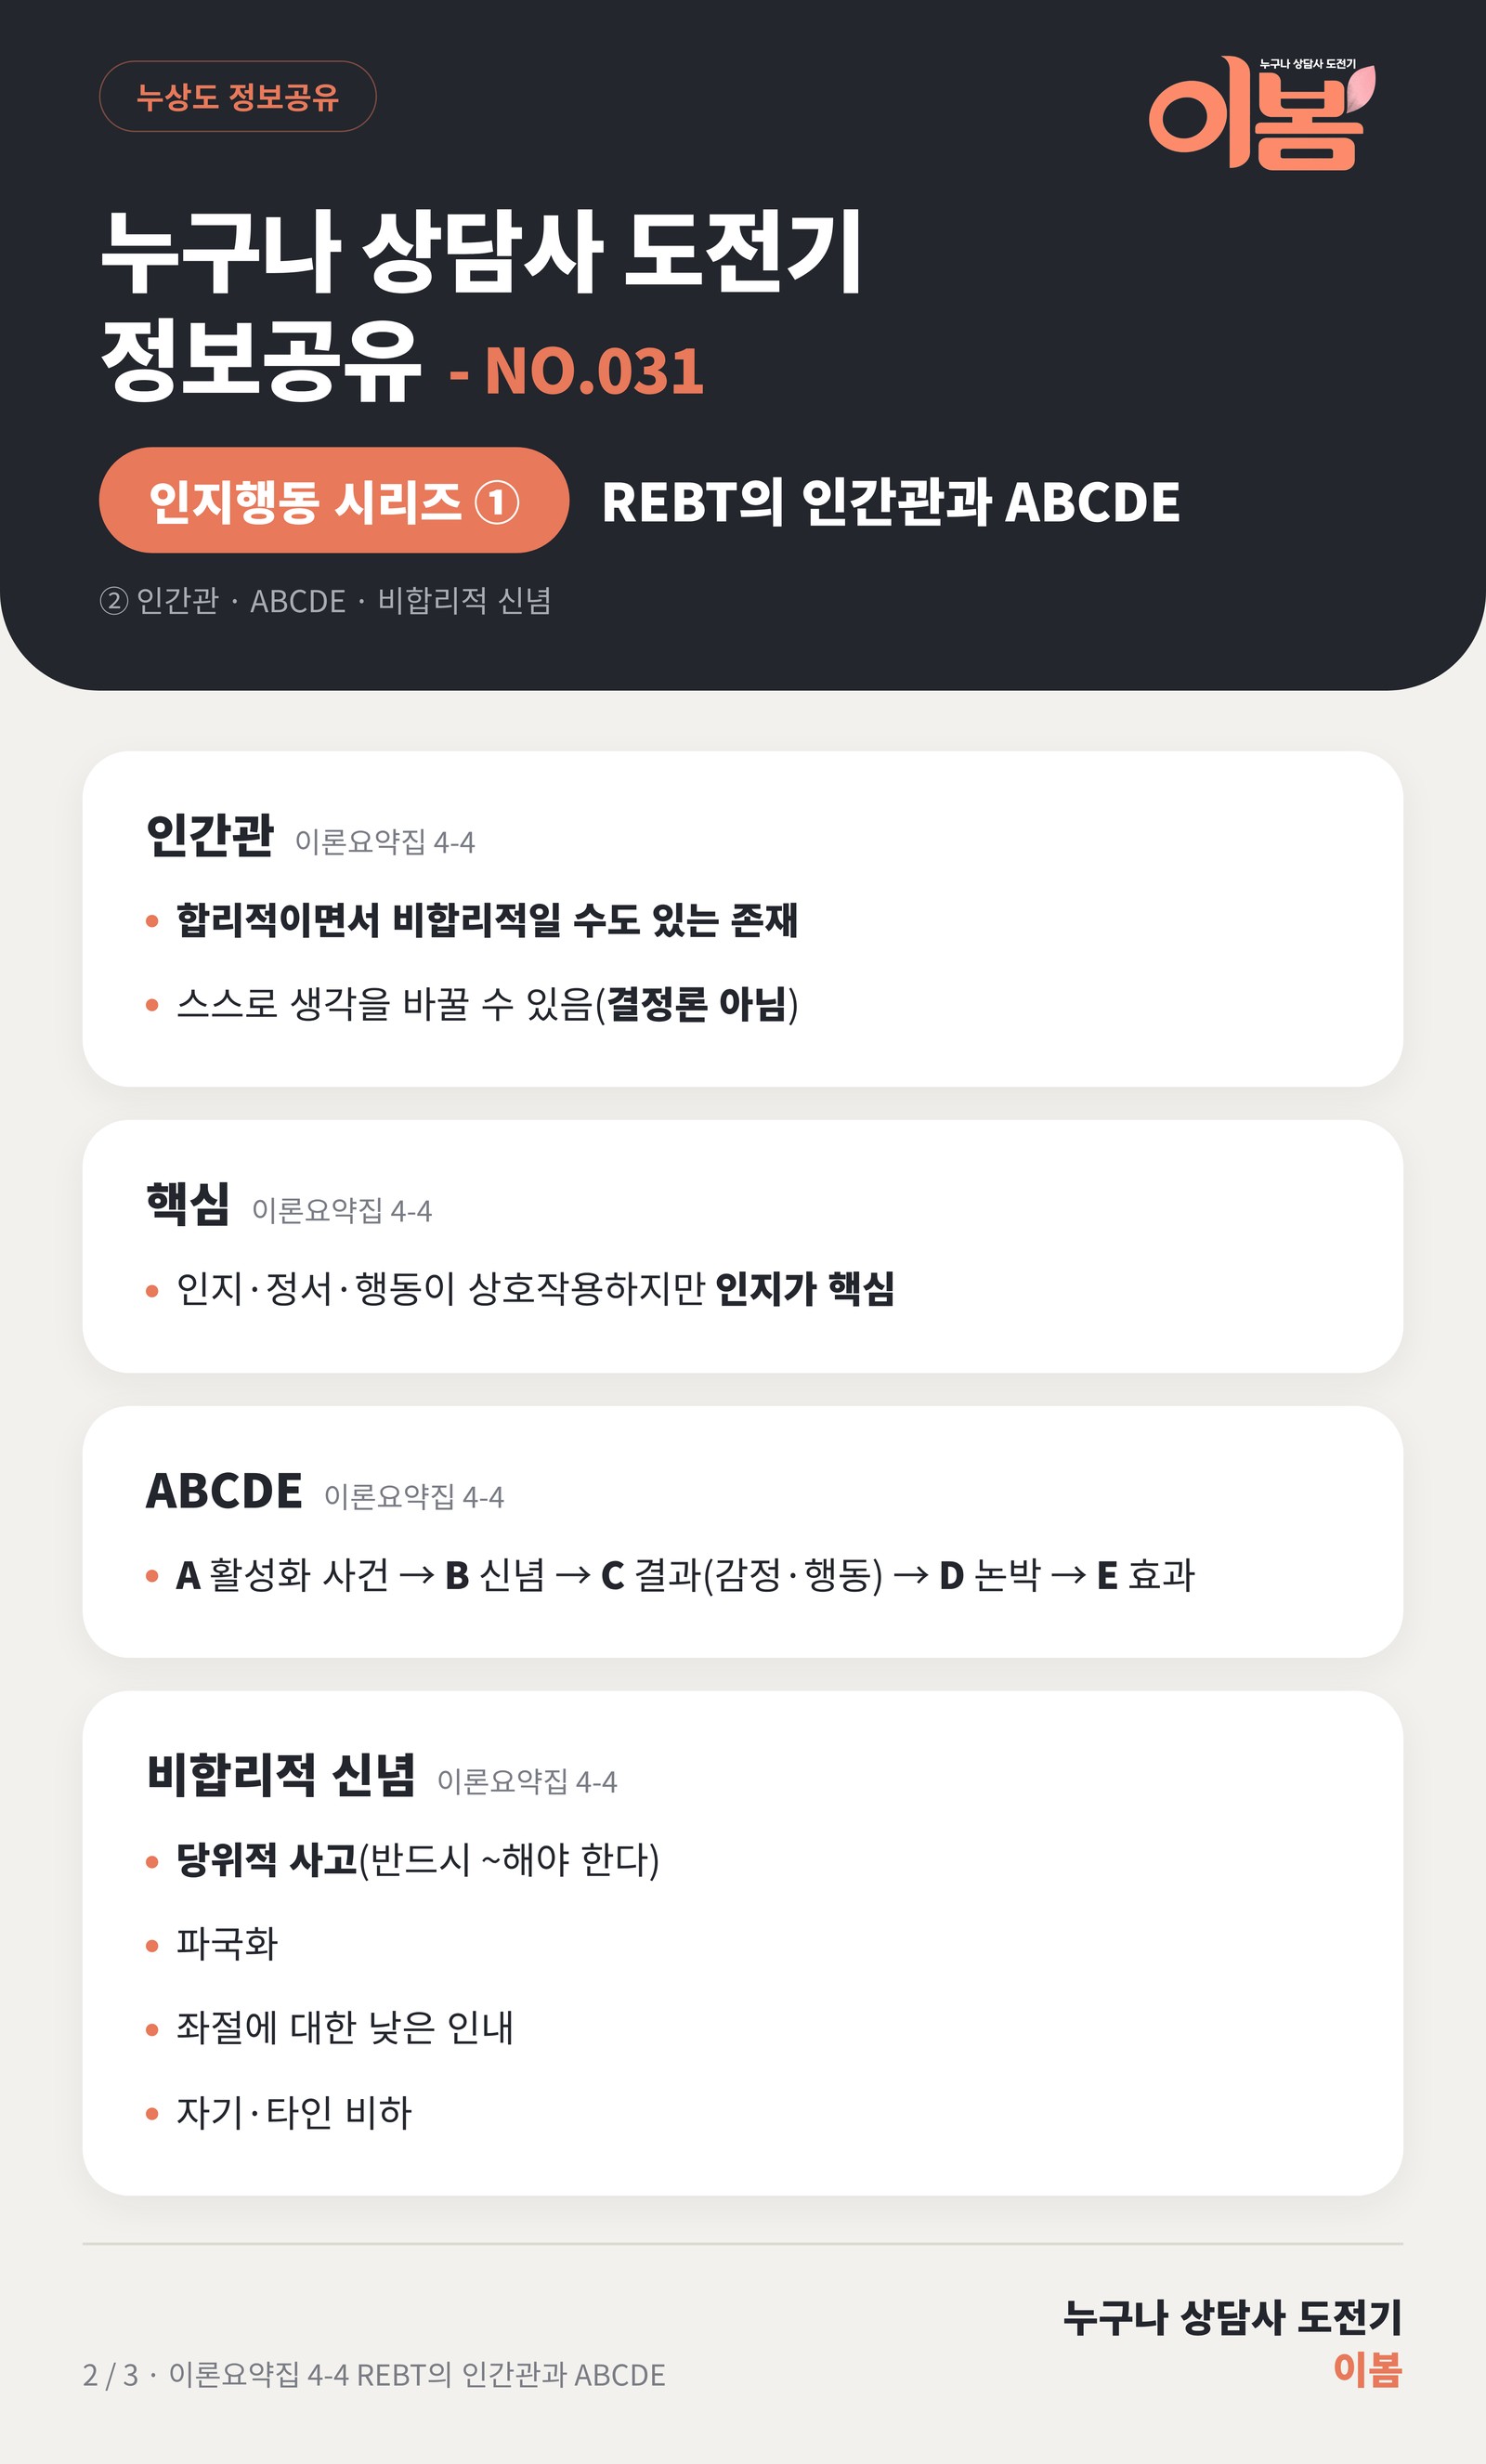 누상도 정보공유
누구나 상담사 도전기
이봄
누구나 상담사 도전기
정보공유 - NO.031
인지행동 시리즈 ① REBT의 인간관과 ABCDE
② 인간관 · ABCDE · 비합리적 신념
인간관 이론요약집 4-4
• 합리적이면서 비합리적일 수도 있는 존재
• 스스로 생각을 바꿀 수 있음(결정론 아님)
핵심 이론요약집 4-4
• 인지·정서·행동이 상호작용하지만 인지가 핵심
ABCDE 이론요약집 4-4
• A 활성화 사건 → B 신념 → C 결과(감정·행동) → D 논박 → E 효과
비합리적 신념 이론요약집 4-4
• 당위적 사고(반드시 ~해야 한다)
• 파국화
• 좌절에 대한 낮은 인내
• 자기·타인 비하
누구나 상담사 도전기
이봄
2 / 3 · 이론요약집 4-4 REBT의 인간관과 ABCDE